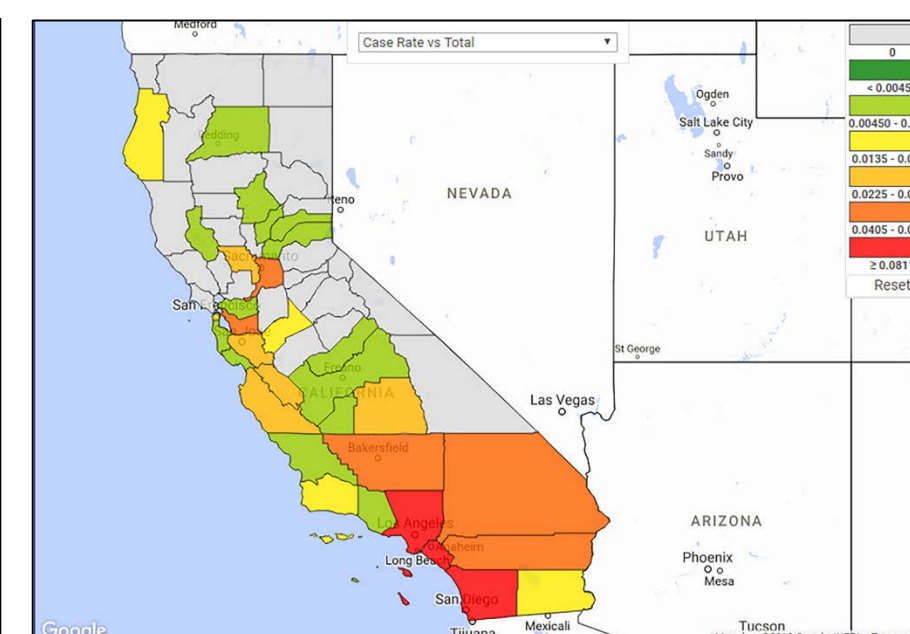 Medford
Case Rate vs Total
0
< 0.0045
0.00450 - 0.
0.0135 - 0.0
0.0225 - 0.0
0.0405 - 0.0
≥ 0.081
Reset
Ogden
Salt Lake City
Sandy
Provo
Redding
NEVADA
UTAH
Reno
Sacramento
San Francisco
San Jose
St George
Fresno
CALIFORNIA
Las Vegas
Bakersfield
ARIZONA
Los Angeles
Anaheim
Long Beach
Phoenix
Mesa
San Diego
Mexicali
Tucson
Tijuana
Google